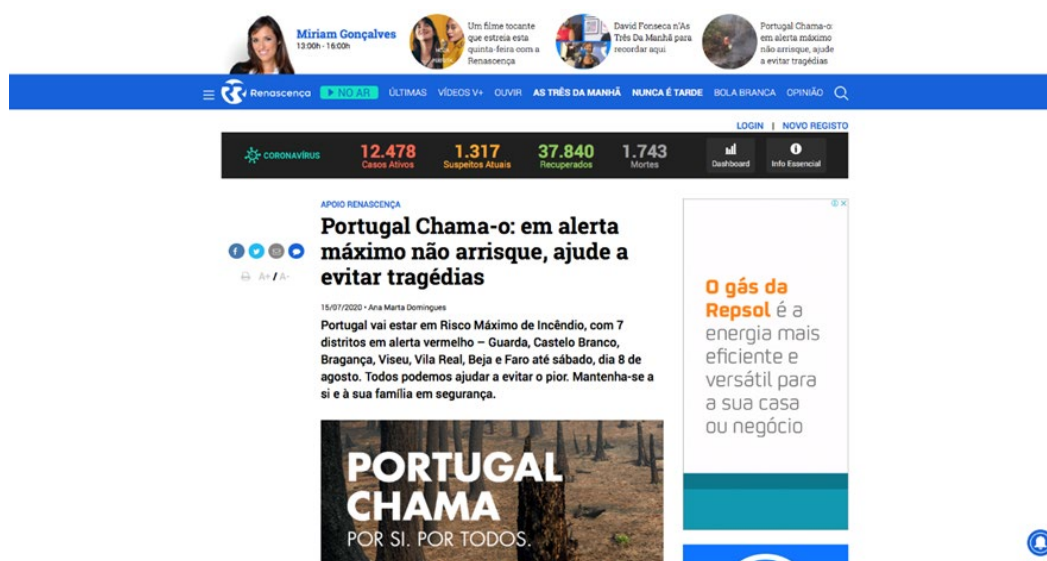 Miriam Gonçalves
13:00h - 16:00h
Um filme tocante
que estreia esta
quinta-feira com a
Renascença
David Fonseca n'As
Três Da Manhã para
recordar aqui
Portugal Chama-o:
em alerta máximo
não arrisque, ajude
a evitar tragédias
Renascença NO AR ÚLTIMAS VÍDEOS V+ OUVIR AS TRÊS DA MANHÃ NUNCA É TARDE BOLA BRANCA OPINIÃO
LOGIN | NOVO REGISTO
CORONAVÍRUS
12.478
Casos Ativos
1.317
Suspeitos Atuais
37.840
Recuperados
1.743
Mortes
Dashboard
Info Essencial
APOIO RENASCENÇA
Portugal Chama-o: em alerta
máximo não arrisque, ajude a
evitar tragédias
A+ / A-
15/07/2020 • Ana Marta Domingues
Portugal vai estar em Risco Máximo de Incêndio, com 7
distritos em alerta vermelho – Guarda, Castelo Branco,
Bragança, Viseu, Vila Real, Beja e Faro até sábado, dia 8 de
agosto. Todos podemos ajudar a evitar o pior. Mantenha-se a
si e à sua família em segurança.
PORTUGAL
CHAMA
POR SI. POR TODOS.
O gás da
Repsol é a
energia mais
eficiente e
versátil para
a sua casa
ou negócio